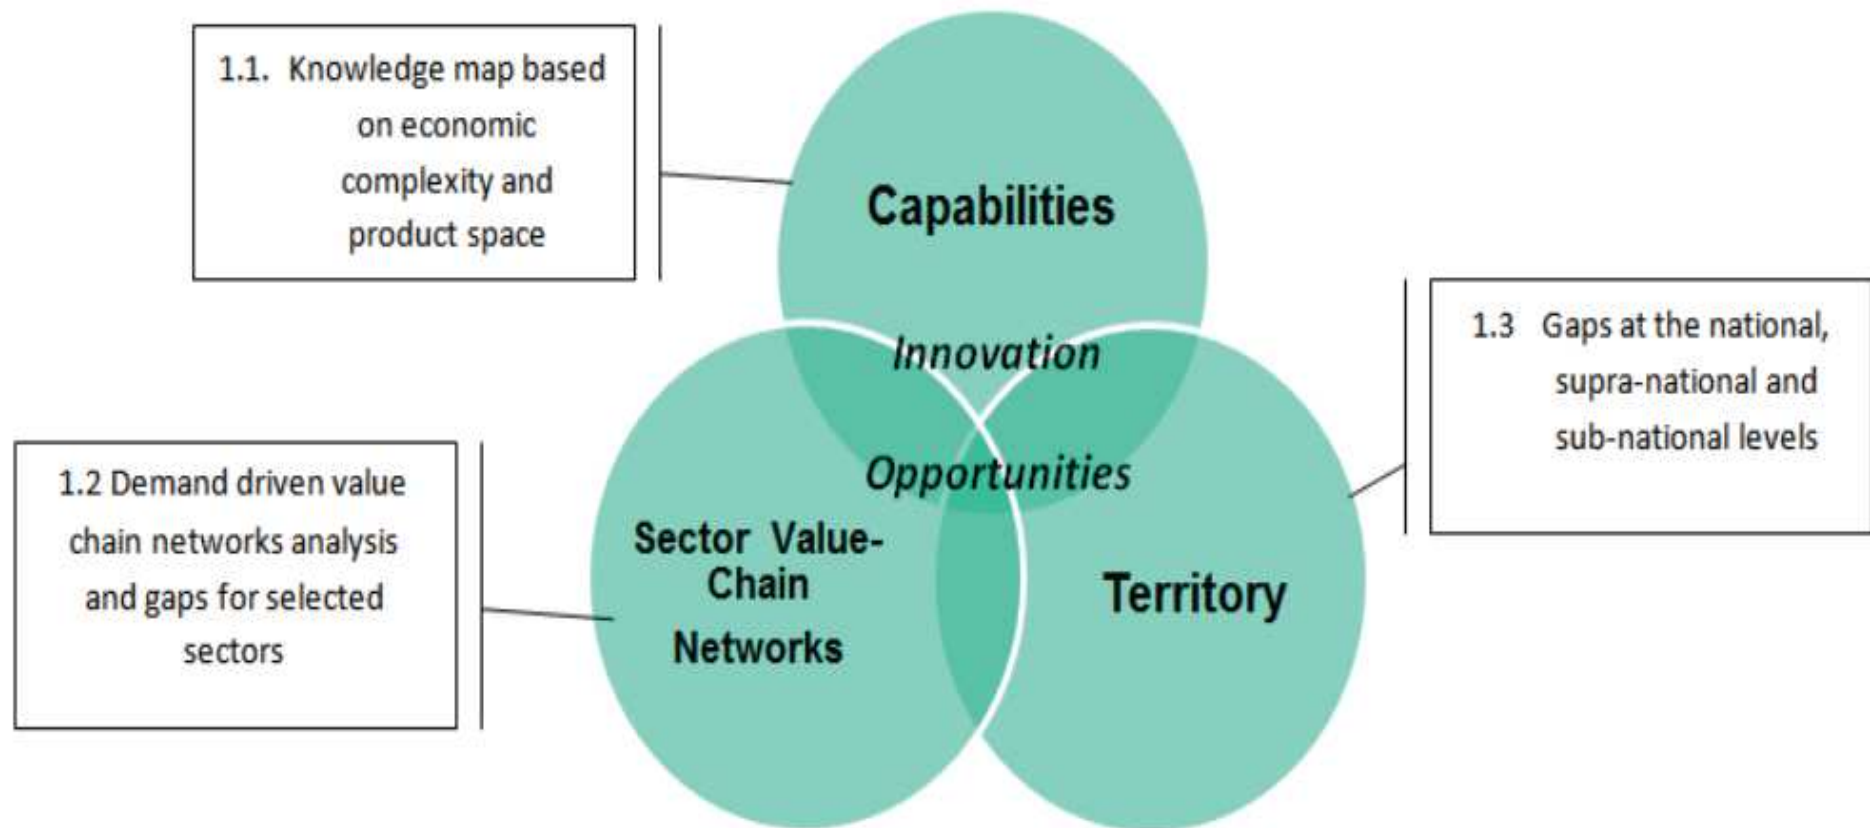 1.1. Knowledge map based
on economic
complexity and
product space
Capabilities
Innovation
Opportunities
1.3 Gaps at the national,
supra-national and
sub-national levels
1.2 Demand driven value
chain networks analysis
and gaps for selected
sectors
Sector Value-
Chain
Networks
Territory